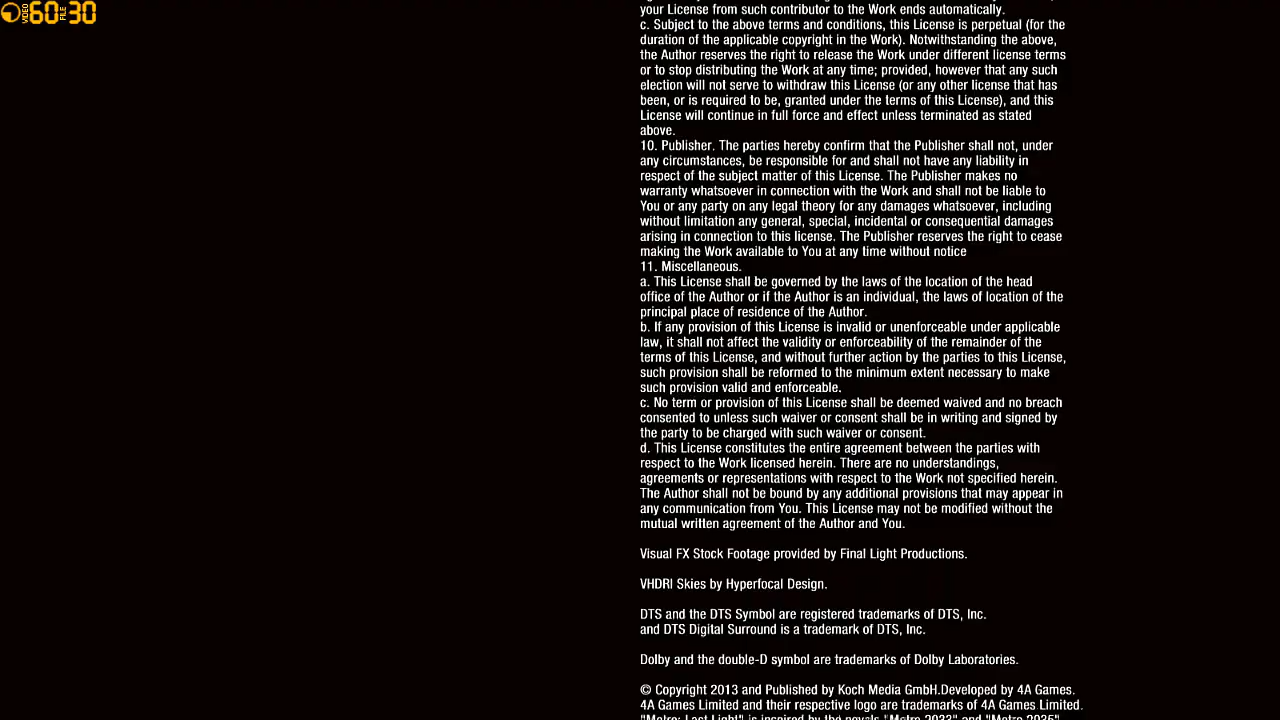 VIDEO
60:30
FILE
your License from such contributor to the Work ends automatically.
c. Subject to the above terms and conditions, this License is perpetual (for the
duration of the applicable copyright in the Work). Notwithstanding the above,
the Author reserves the right to release the Work under different license terms
or to stop distributing the Work at any time; provided, however that any such
election will not serve to withdraw this License (or any other license that has
been, or is required to be, granted under the terms of this License), and this
License will continue in full force and effect unless terminated as stated
above.
10. Publisher. The parties hereby confirm that the Publisher shall not, under
any circumstances, be responsible for and shall not have any liability in
respect of the subject matter of this License. The Publisher makes no
warranty whatsoever in connection with the Work and shall not be liable to
You or any party on any legal theory for any damages whatsoever, including
without limitation any general, special, incidental or consequential damages
arising in connection to this license. The Publisher reserves the right to cease
making the Work available to You at any time without notice
11. Miscellaneous.
a. This License shall be governed by the laws of the location of the head
office of the Author or if the Author is an individual, the laws of location of the
principal place of residence of the Author.
b. If any provision of this License is invalid or unenforceable under applicable
law, it shall not affect the validity or enforceability of the remainder of the
terms of this License, and without further action by the parties to this License,
such provision shall be reformed to the minimum extent necessary to make
such provision valid and enforceable.
c. No term or provision of this License shall be deemed waived and no breach
consented to unless such waiver or consent shall be in writing and signed by
the party to be charged with such waiver or consent.
d. This License constitutes the entire agreement between the parties with
respect to the Work licensed herein. There are no understandings,
agreements or representations with respect to the Work not specified herein.
The Author shall not be bound by any additional provisions that may appear in
any communication from You. This License may not be modified without the
mutual written agreement of the Author and You.
Visual FX Stock Footage provided by Final Light Productions.
VHDRI Skies by Hyperfocal Design.
DTS and the DTS Symbol are registered trademarks of DTS, Inc.
and DTS Digital Surround is a trademark of DTS, Inc.
Dolby and the double-D symbol are trademarks of Dolby Laboratories.
© Copyright 2013 and Published by Koch Media GmbH.Developed by 4A Games.
4A Games Limited and their respective logo are trademarks of 4A Games Limited.
"Metro: Last Light" is inspired by the novels "Metro 2033" and "Metro 2035"